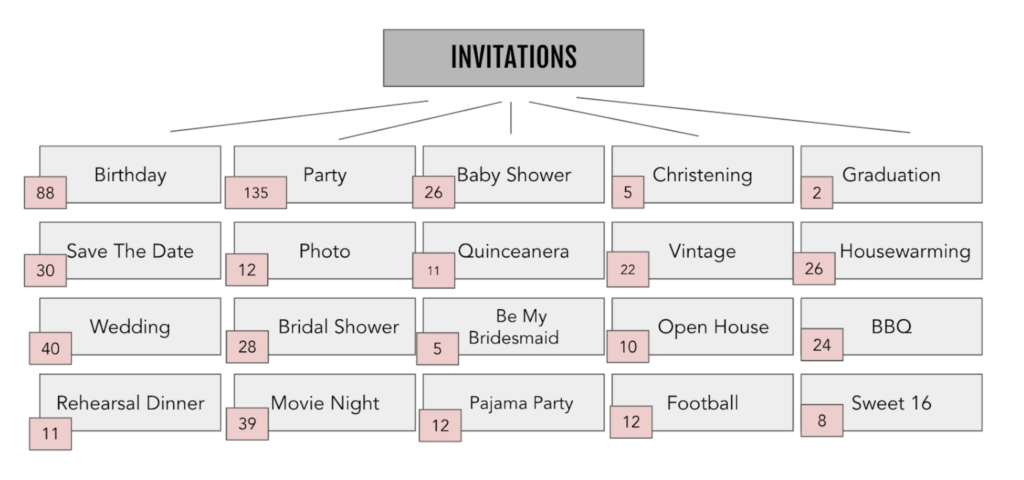 INVITATIONS
Birthday
88
Party
135
Baby Shower
26
Christening
5
Graduation
2
Save The Date
30
Photo
12
Quinceanera
11
Vintage
22
Housewarming
26
Wedding
40
Bridal Shower
28
Be My
Bridesmaid
5
Open House
10
BBQ
24
Rehearsal Dinner
11
Movie Night
39
Pajama Party
12
Football
12
Sweet 16
8